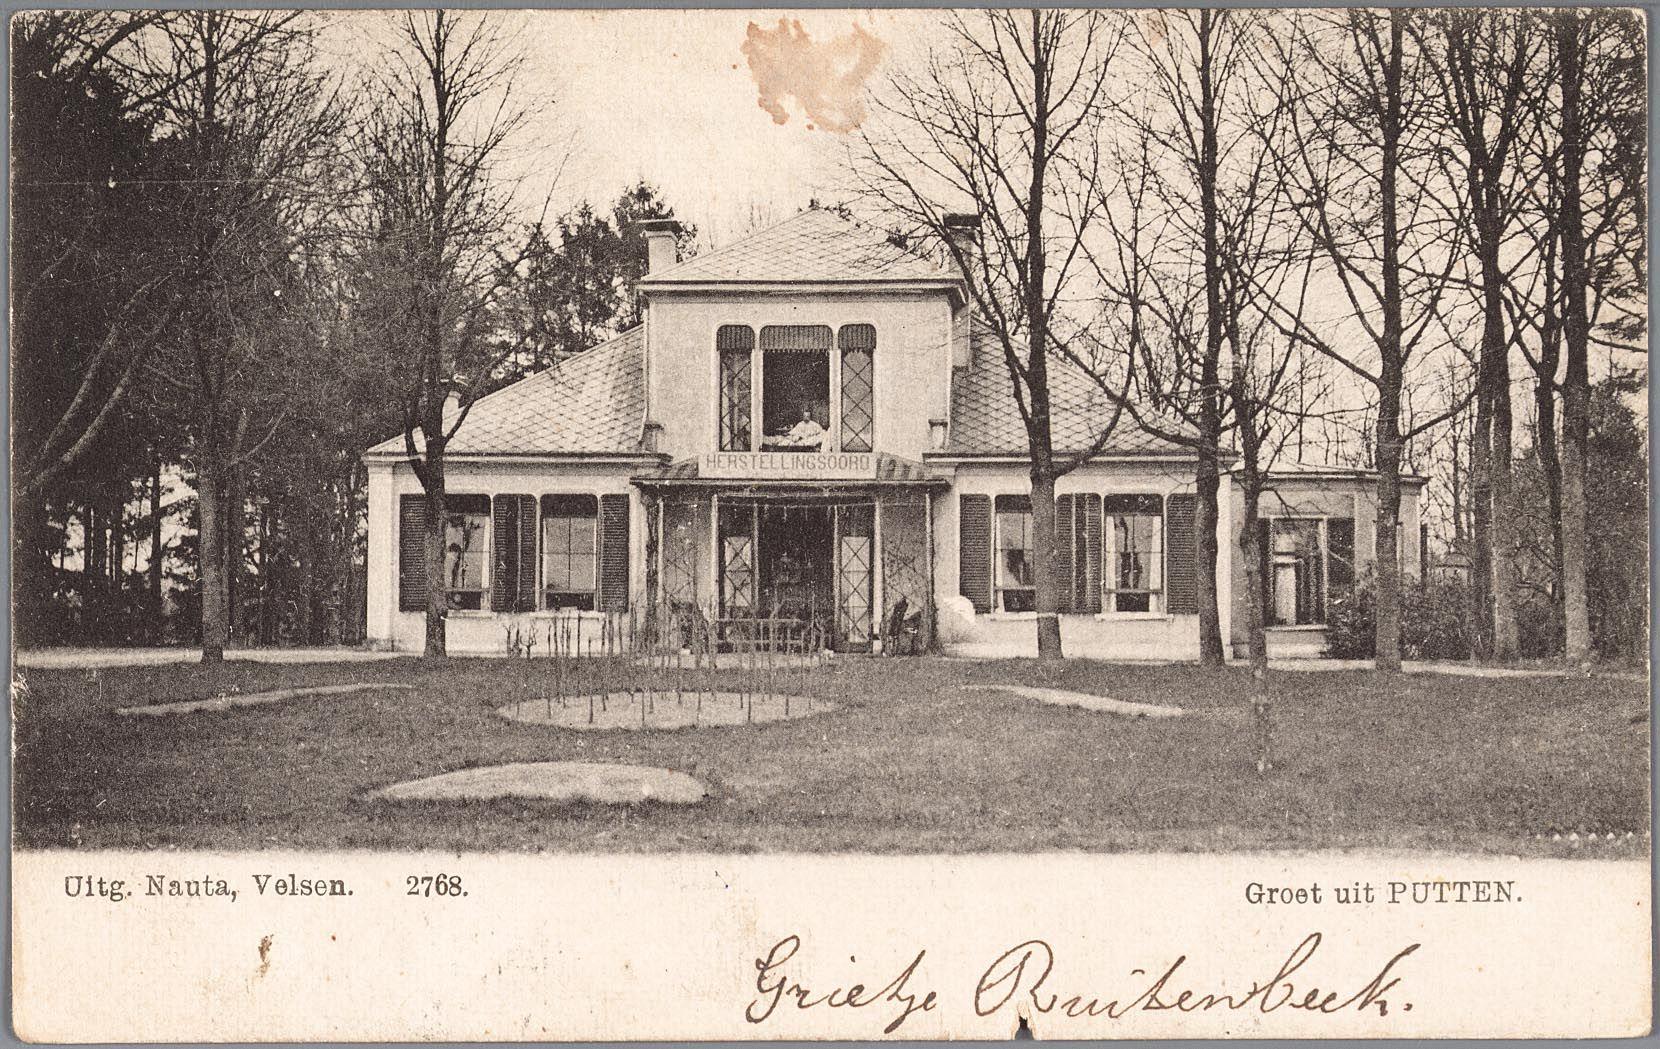 HERSTELLINGSOORD
Uitg. Nauta, Velsen. 2768.
Groet uit PUTTEN.
Grietje Ruitenbeek.